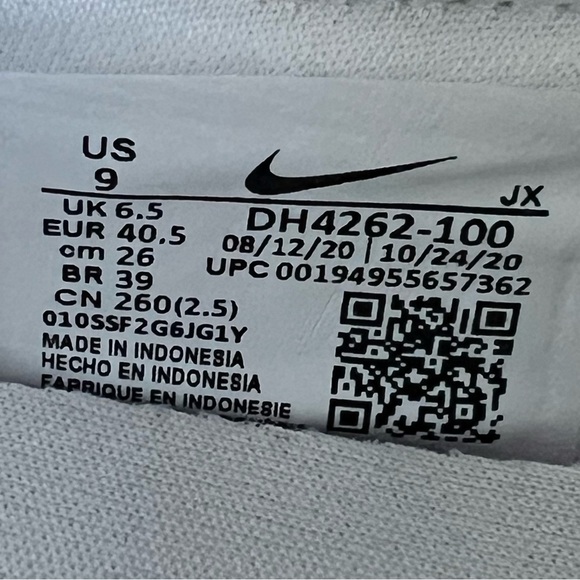 US
9
JX
UK 6.5
EUR 40.5
cm 26
BR 39
CN 260(2.5)
010SSF2G6JG1Y
MADE IN INDONESIA
HECHO EN INDONESIA
FABRIQUE EN INDONESIE
DH4262-100
08/12/20 | 10/24/20
UPC 00194955657362